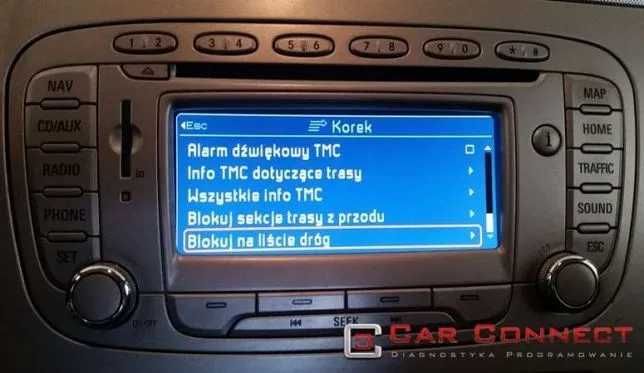 1 2 3 4 5 6 7 8 9 0 * #
NAV
CD/AUX
RADIO
PHONE
SET
MAP
HOME
TRAFFIC
SOUND
ESC
i
Esc Korek
Alarm dźwiękowy TMC
Info TMC dotyczące trasy
Wszystkie info TMC
Blokuj sekcje trasy z przodu
Blokuj na liście dróg
ON/OFF
SEEK
CAR CONNECT
DIAGNOSTYKA PROGRAMOWANIE